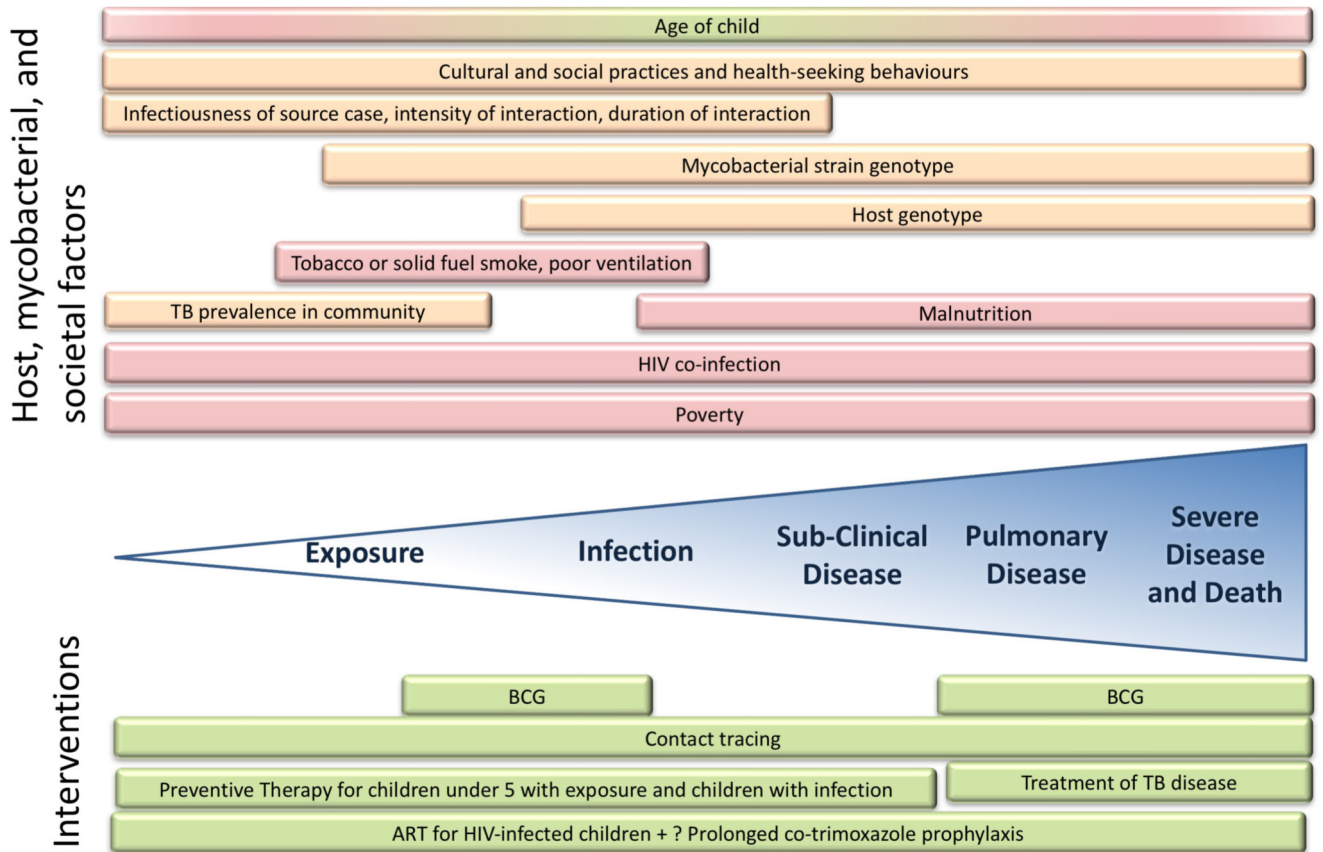 Host, mycobacterial, and
societal factors
Age of child
Cultural and social practices and health-seeking behaviours
Infectiousness of source case, intensity of interaction, duration of interaction
Mycobacterial strain genotype
Host genotype
Tobacco or solid fuel smoke, poor ventilation
TB prevalence in community
Malnutrition
HIV co-infection
Poverty
Exposure
Infection
Sub-Clinical
Disease
Pulmonary
Disease
Severe
Disease
and Death
Interventions
BCG
BCG
Contact tracing
Preventive Therapy for children under 5 with exposure and children with infection
Treatment of TB disease
ART for HIV-infected children + ? Prolonged co-trimoxazole prophylaxis